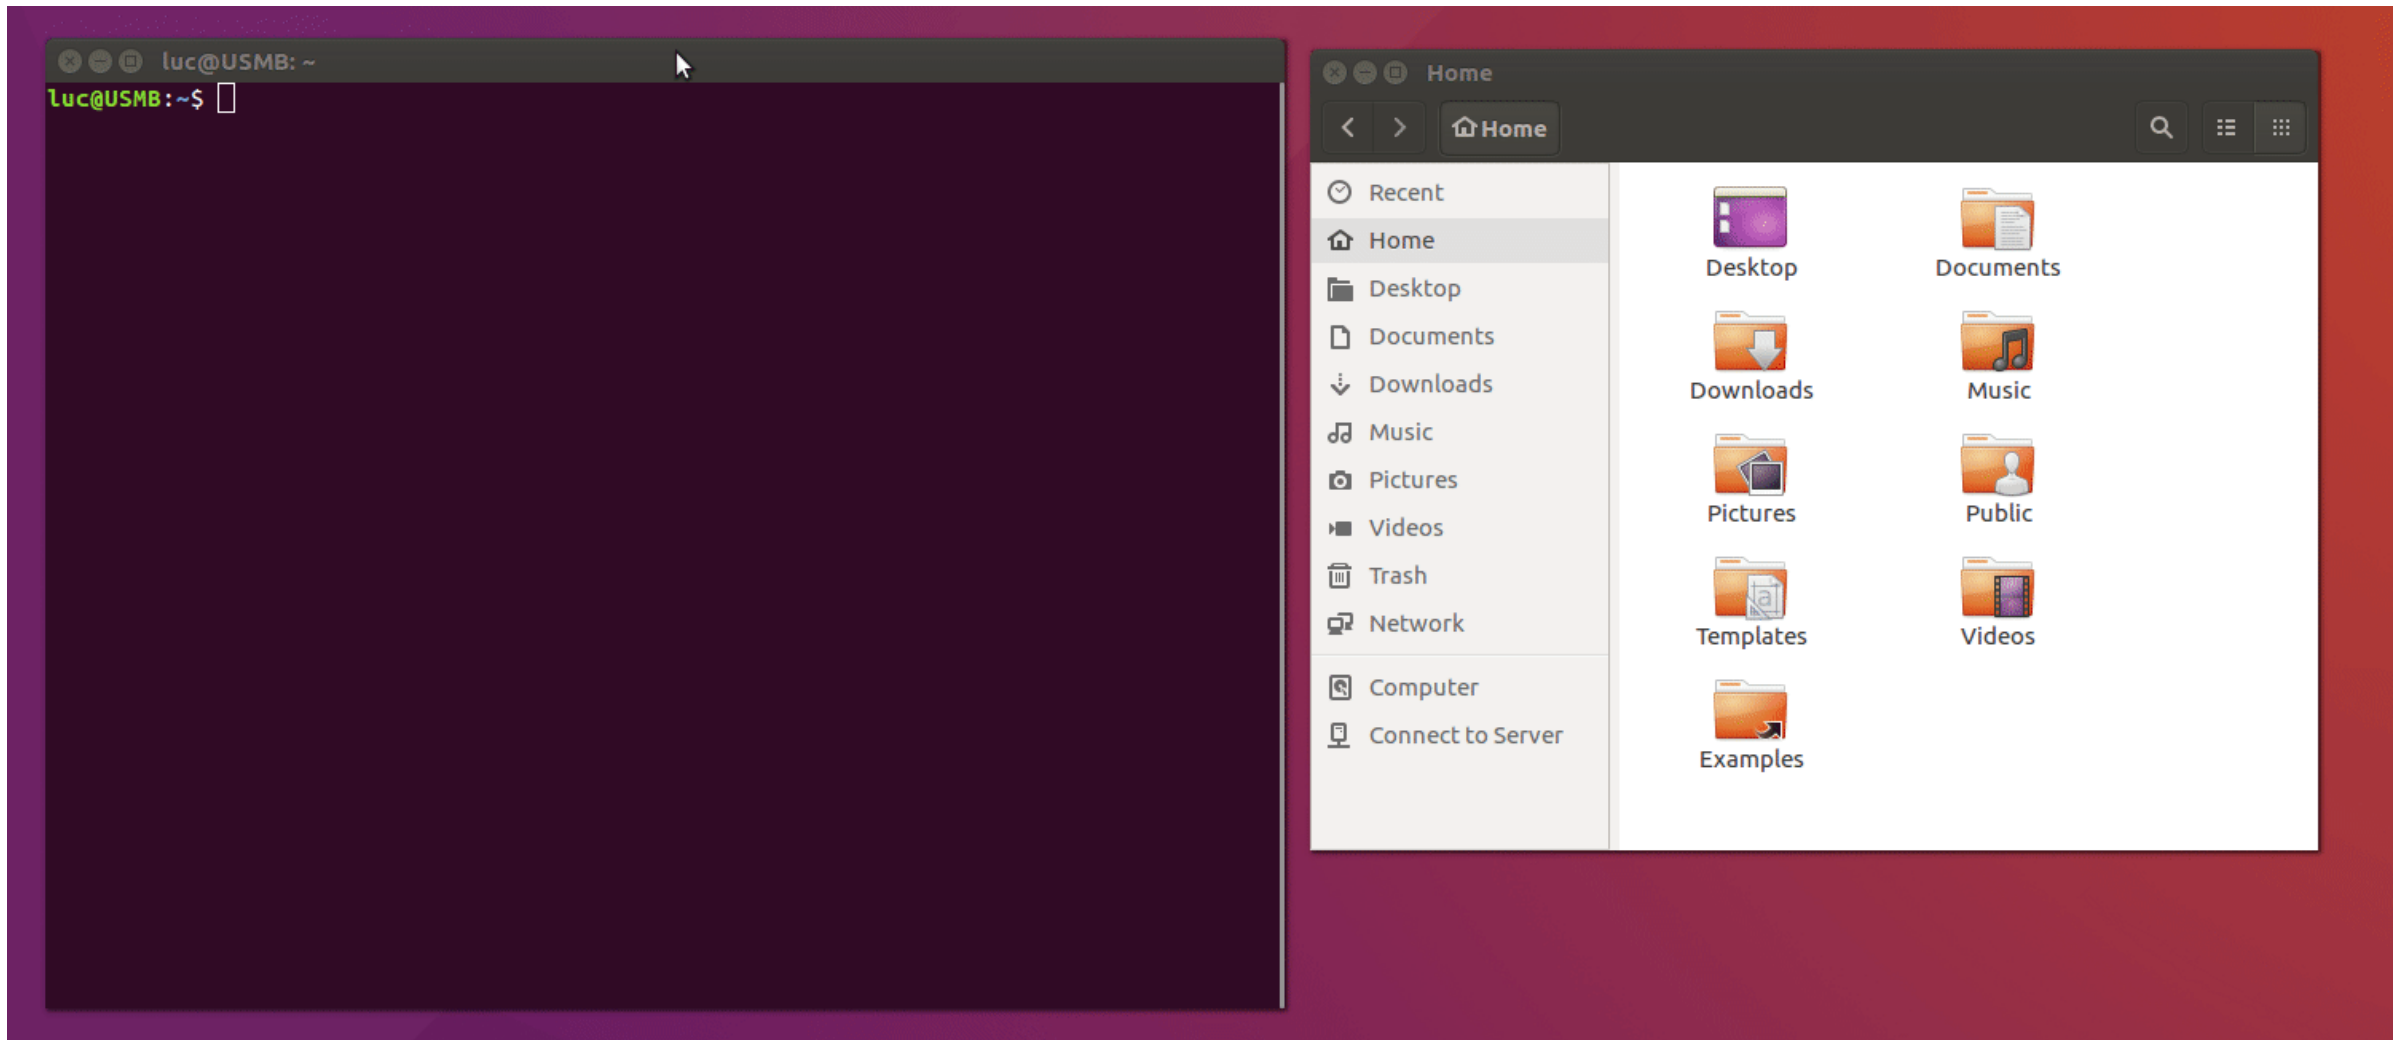 luc@USMB: ~
luc@USMB:~$
Home
Home
Recent
Home
Desktop
Documents
Downloads
Music
Pictures
Videos
Trash
Network
Computer
Connect to Server
Desktop
Documents
Downloads
Music
Pictures
Public
Templates
Videos
Examples